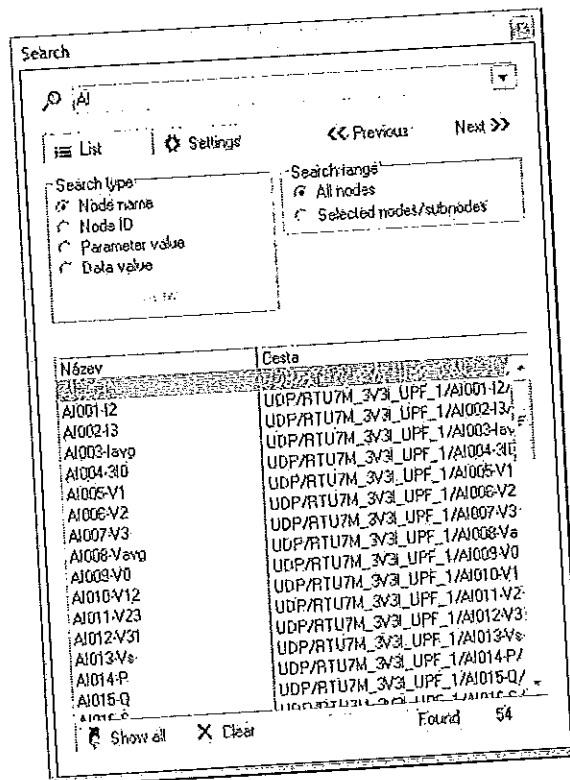 Search
AI
List Settings << Previous Next >>
Search type
Node name
Node ID
Parameter value
Data value
Search range
All nodes
Selected nodes/subnodes
Název Cesta
AI001-I2 UDP/RTU7M_3V3I_UPF_1/AI001-I2/
AI002-I3 UDP/RTU7M_3V3I_UPF_1/AI002-I3/
AI003-Iavg UDP/RTU7M_3V3I_UPF_1/AI003-Iavg
AI004-3I0 UDP/RTU7M_3V3I_UPF_1/AI004-3I0
AI005-V1 UDP/RTU7M_3V3I_UPF_1/AI005-V1
AI006-V2 UDP/RTU7M_3V3I_UPF_1/AI006-V2
AI007-V3 UDP/RTU7M_3V3I_UPF_1/AI007-V3
AI008-Vavg UDP/RTU7M_3V3I_UPF_1/AI008-Va
AI009-V0 UDP/RTU7M_3V3I_UPF_1/AI009-V0
AI010-V12 UDP/RTU7M_3V3I_UPF_1/AI010-V1
AI011-V23 UDP/RTU7M_3V3I_UPF_1/AI011-V2
AI012-V31 UDP/RTU7M_3V3I_UPF_1/AI012-V3
AI013-Vs UDP/RTU7M_3V3I_UPF_1/AI013-Vs
AI014-P UDP/RTU7M_3V3I_UPF_1/AI014-P/
AI015-Q UDP/RTU7M_3V3I_UPF_1/AI015-Q/
Show all Clear Found 54